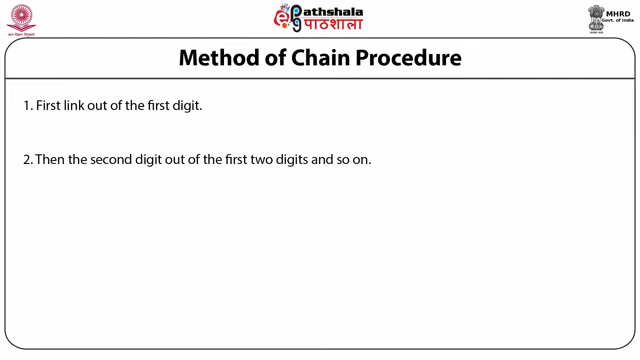 ePathshala
पाठशाला
MHRD
Govt. of India
Method of Chain Procedure
1. First link out of the first digit.
2. Then the second digit out of the first two digits and so on.